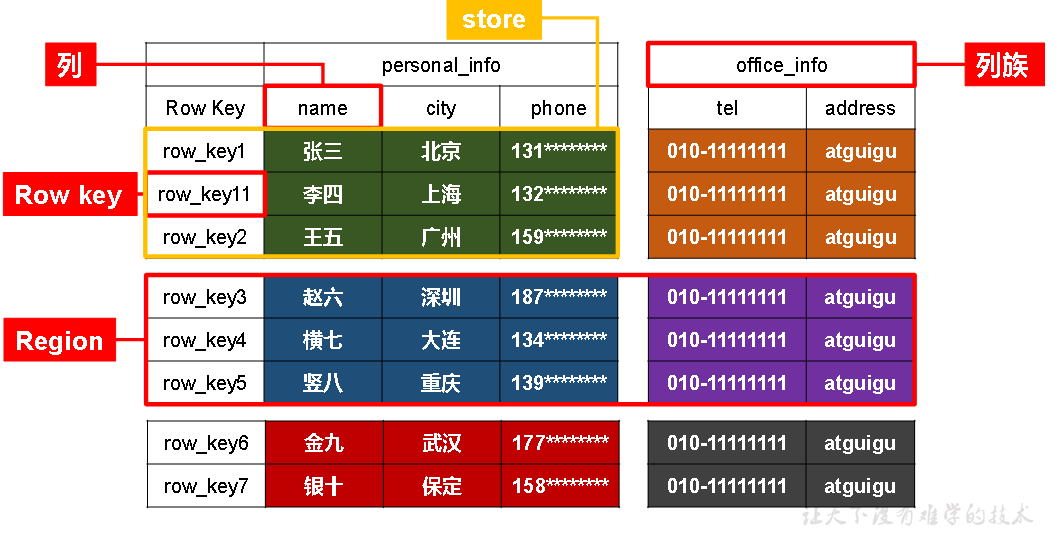 store
列 personal_info office_info 列族
Row Key name city phone tel address
row_key1 张三 北京 131******** 010-11111111 atguigu
Row key row_key11 李四 上海 132******** 010-11111111 atguigu
row_key2 王五 广州 159******** 010-11111111 atguigu
row_key3 赵六 深圳 187******** 010-11111111 atguigu
Region row_key4 横七 大连 134******** 010-11111111 atguigu
row_key5 竖八 重庆 139******** 010-11111111 atguigu
row_key6 金九 武汉 177******** 010-11111111 atguigu
row_key7 银十 保定 158******** 010-11111111 atguigu
让天下没有难学的技术